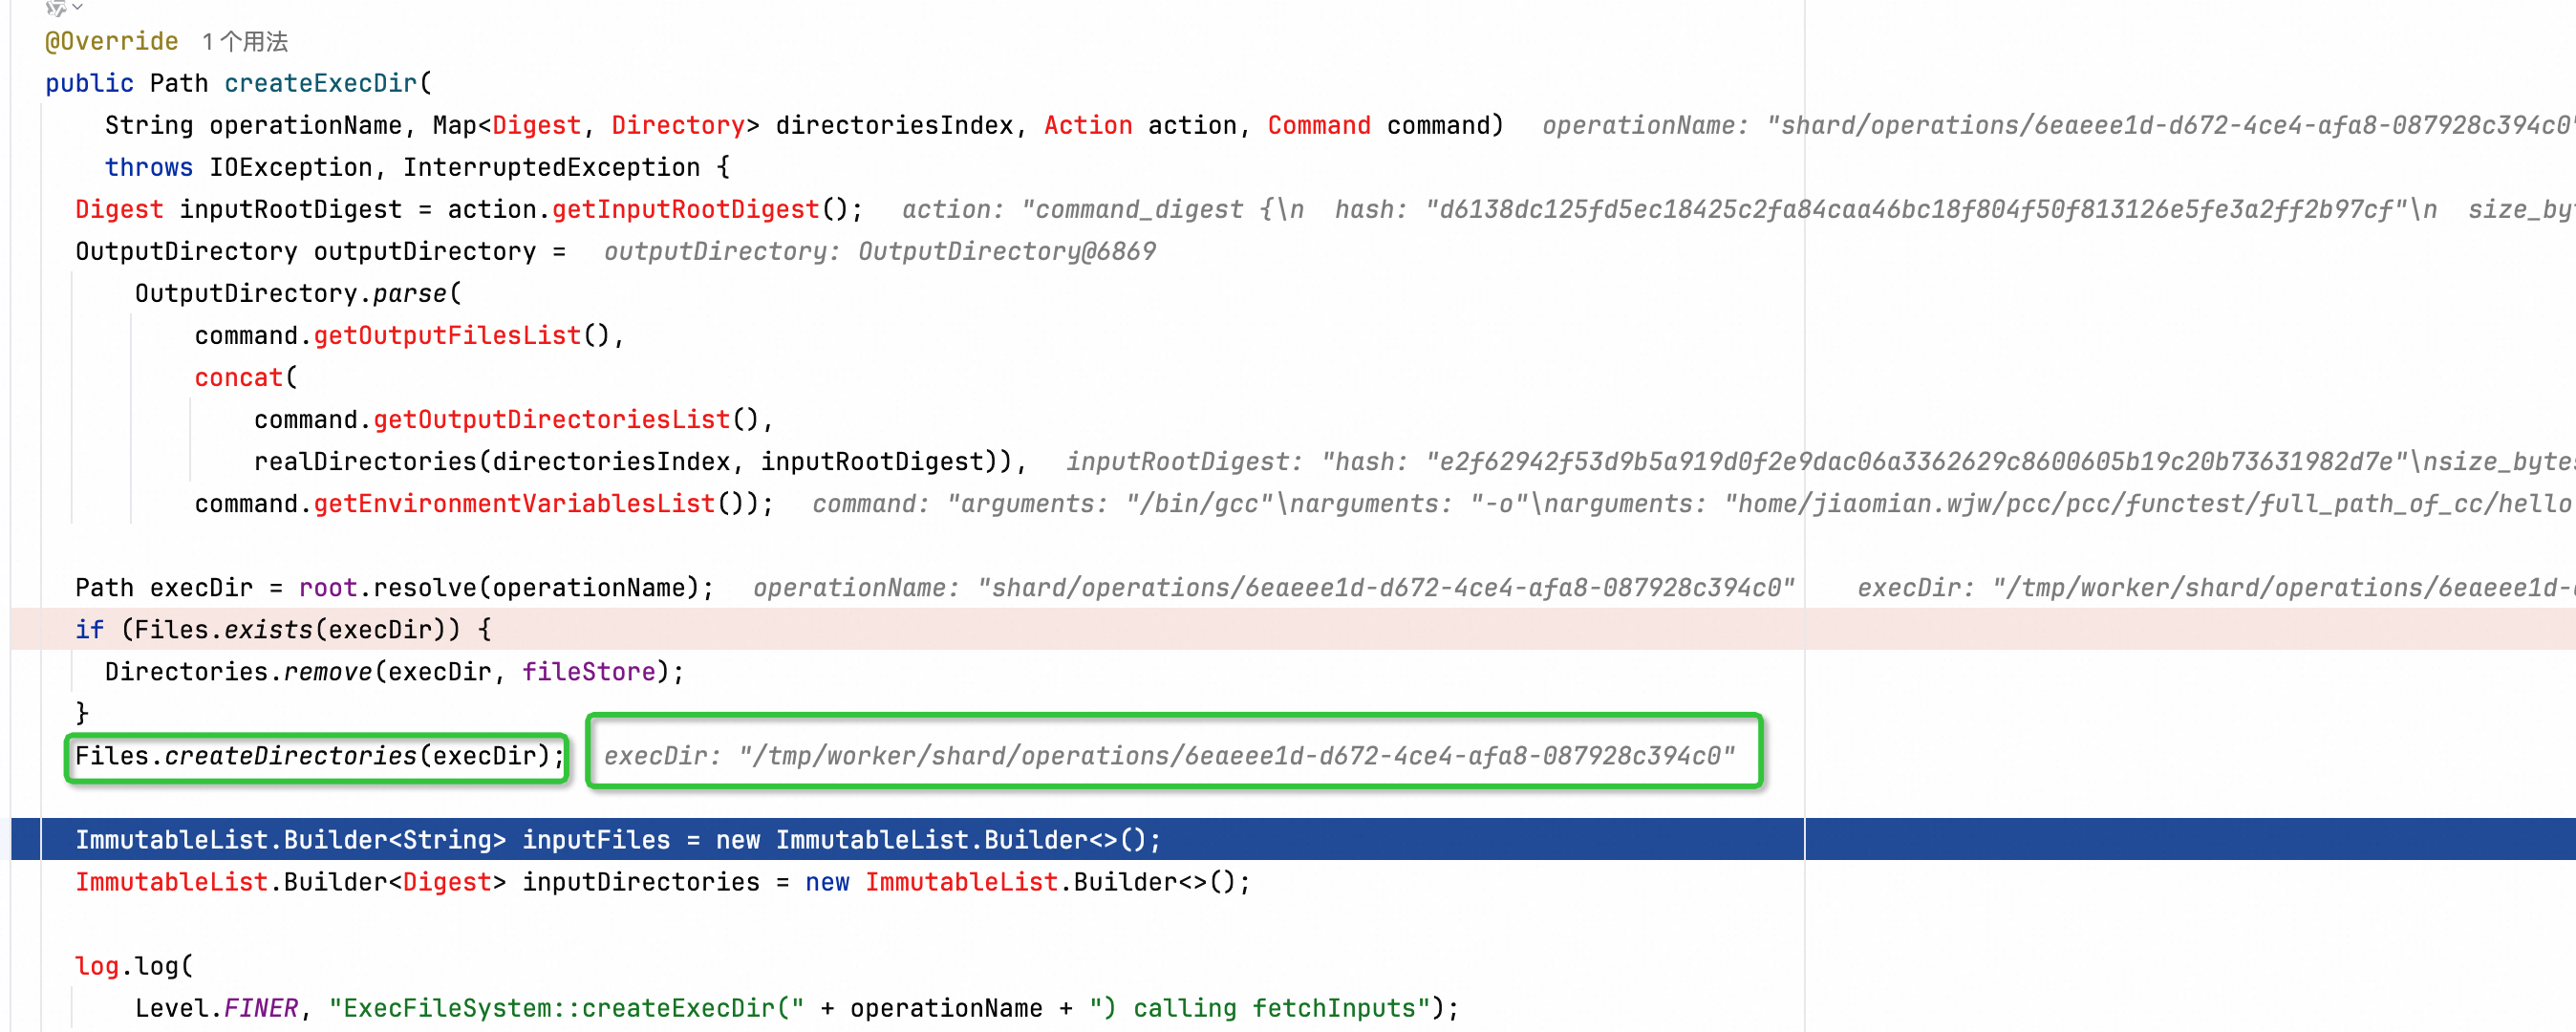 @Override 1个用法
public Path createExecDir(
String operationName, Map<Digest, Directory> directoriesIndex, Action action, Command command) operationName: "shard/operations/6eaeee1d-d672-4ce4-afa8-087928c394c0"
throws IOException, InterruptedException {
Digest inputRootDigest = action.getInputRootDigest(); action: "command_digest {\n hash: "d6138dc125fd5ec18425c2fa84caa46bc18f804f50f813126e5fe3a2ff2b97cf"\n size_by
OutputDirectory outputDirectory = outputDirectory: OutputDirectory@6869
OutputDirectory.parse(
command.getOutputFilesList(),
concat(
command.getOutputDirectoriesList(),
realDirectories(directoriesIndex, inputRootDigest)), inputRootDigest: "hash: "e2f62942f53d9b5a919d0f2e9dac06a3362629c8600605b19c20b73631982d7e"\nsize_bytes
command.getEnvironmentVariablesList()); command: "arguments: "/bin/gcc"\narguments: "-o"\narguments: "home/jiaomian.wjw/pcc/pcc/functest/full_path_of_cc/hello
Path execDir = root.resolve(operationName); operationName: "shard/operations/6eaeee1d-d672-4ce4-afa8-087928c394c0" execDir: "/tmp/worker/shard/operations/6eaeee1d-
if (Files.exists(execDir)) {
Directories.remove(execDir, fileStore);
}
Files.createDirectories(execDir); execDir: "/tmp/worker/shard/operations/6eaeee1d-d672-4ce4-afa8-087928c394c0"
ImmutableList.Builder<String> inputFiles = new ImmutableList.Builder<>();
ImmutableList.Builder<Digest> inputDirectories = new ImmutableList.Builder<>();
log.log(
Level.FINER, "ExecFileSystem::createExecDir(" + operationName + ") calling fetchInputs");